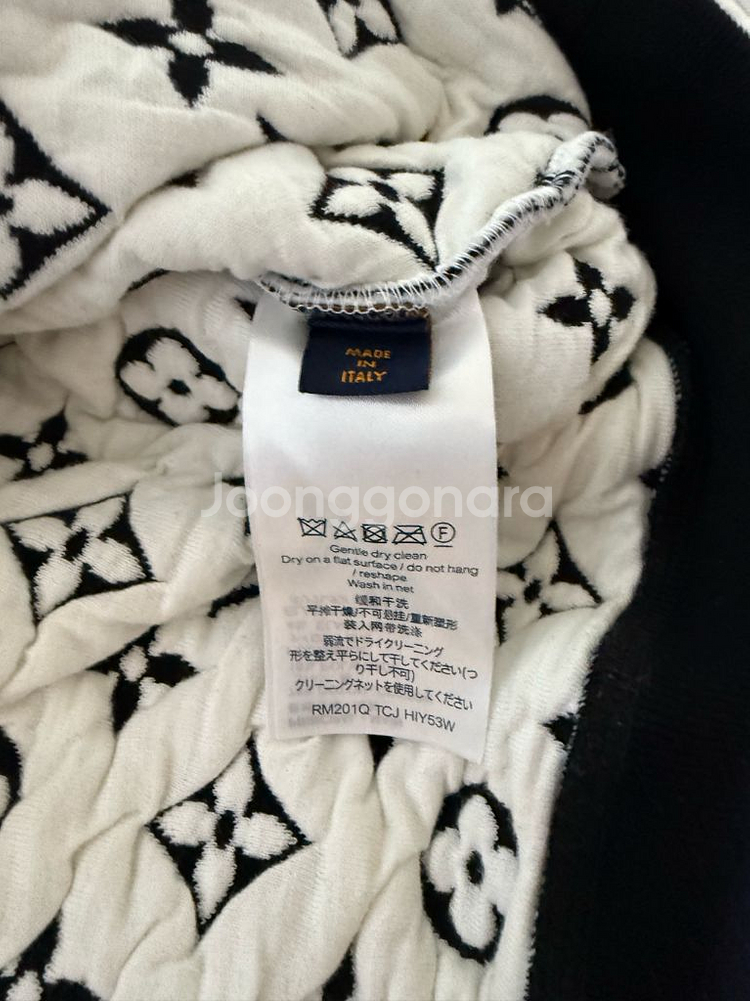 MADE
IN
ITALY
Joonggonara
F
Gentle dry clean
Dry on a flat surface / do not hang
/ reshape
Wash in net
缓和干洗
平摊干燥/不可悬挂/重新塑形
装入网带洗涤
弱流でドライクリーニング
形を整え平らにして干してください(つ
り干し不可)
クリーニングネットを使用してください
RM201Q TCJ HIY53W